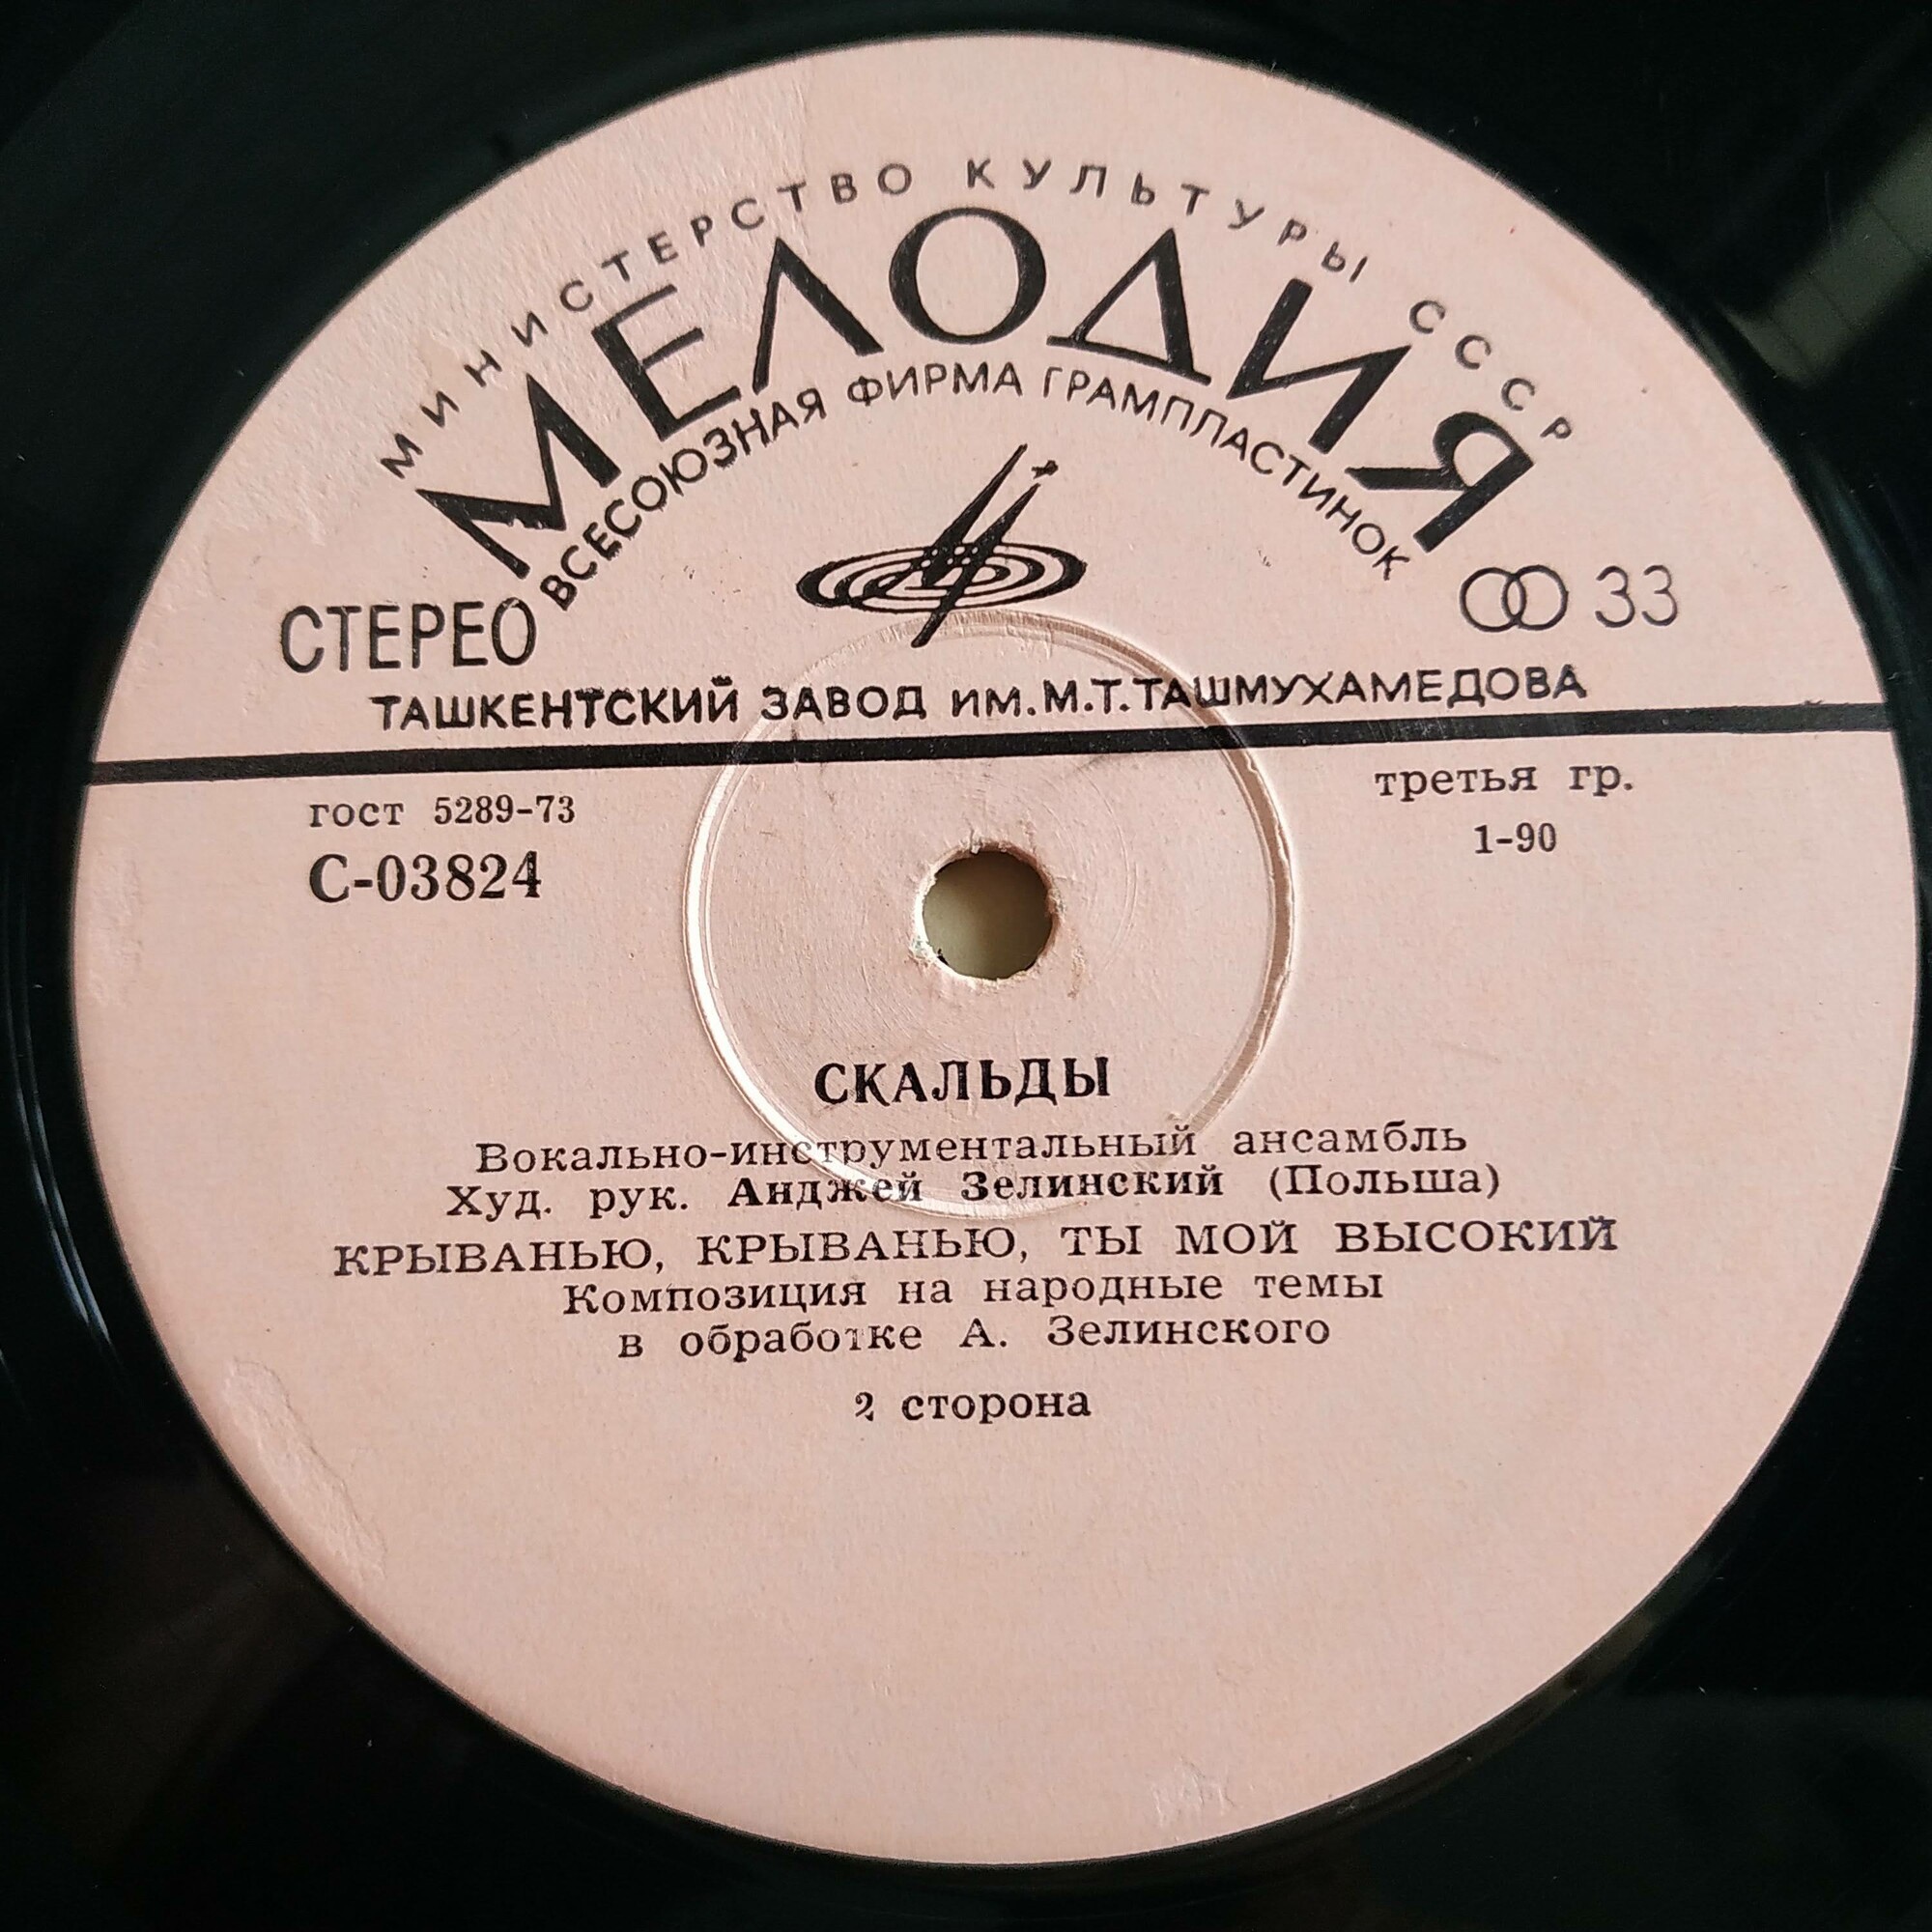 МИНИСТЕРСТВО КУЛЬТУРЫ СССР
МЕЛОДИЯ
ВСЕСОЮЗНАЯ ФИРМА ГРАМПЛАСТИНОК
СТЕРЕО
33
ТАШКЕНТСКИЙ ЗАВОД ИМ. М.Т.ТАШМУХАМЕДОВА
гост 5289-73
третья гр.
С-03824
1-90
СКАЛЬДЫ
Вокально-инструментальный ансамбль
Худ. рук. Анджей Зелинский (Польша)
КРЫВАНЬЮ, КРЫВАНЬЮ, ТЫ МОЙ ВЫСОКИЙ
Композиция на народные темы
в обработке А. Зелинского
2 сторона